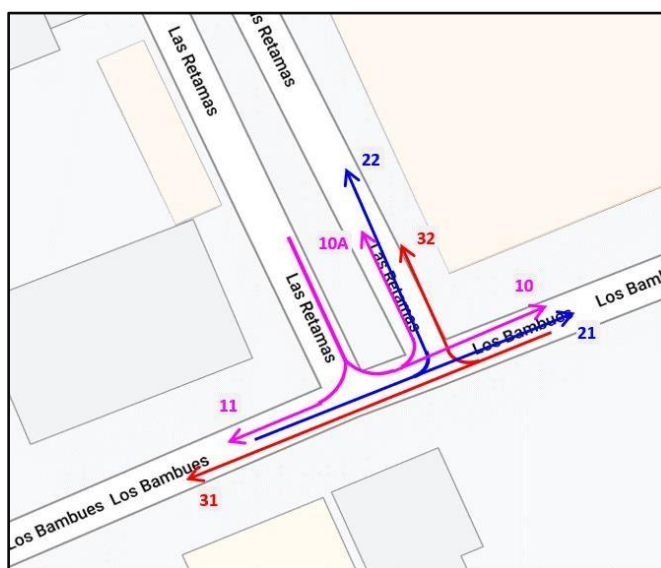 Las Retamas
Las Retamas
22
10A
32
Las Retamas
Las Retamas
10
Los Bamb
Los Bambues
21
11
Los Bambues
Los Bambues
31